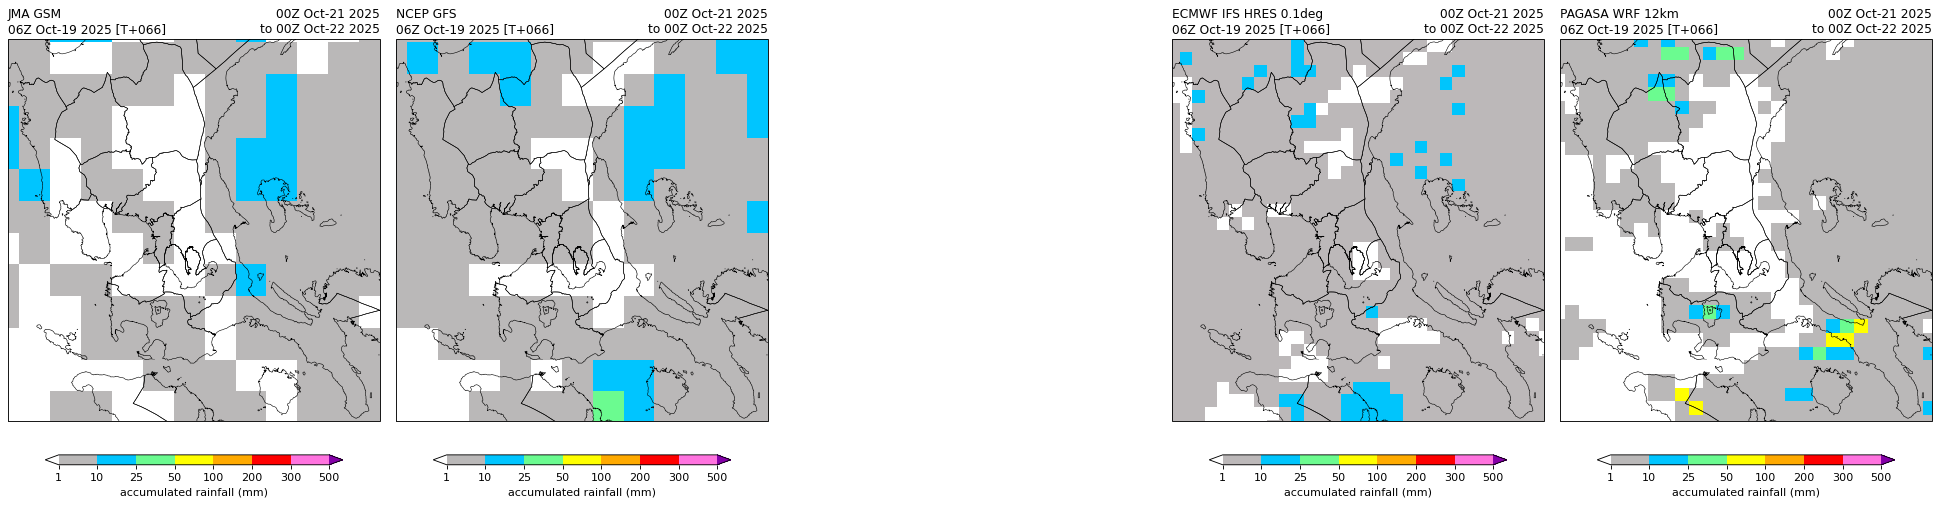 JMA GSM 00Z Oct-21 2025
06Z Oct-19 2025 [T+066] to 00Z Oct-22 2025
1 10 25 50 100 200 300 500
accumulated rainfall (mm)
NCEP GFS 00Z Oct-21 2025
06Z Oct-19 2025 [T+066] to 00Z Oct-22 2025
1 10 25 50 100 200 300 500
accumulated rainfall (mm)
ECMWF IFS HRES 0.1deg 00Z Oct-21 2025
06Z Oct-19 2025 [T+066] to 00Z Oct-22 2025
1 10 25 50 100 200 300 500
accumulated rainfall (mm)
PAGASA WRF 12km 00Z Oct-21 2025
06Z Oct-19 2025 [T+066] to 00Z Oct-22 2025
1 10 25 50 100 200 300 500
accumulated rainfall (mm)